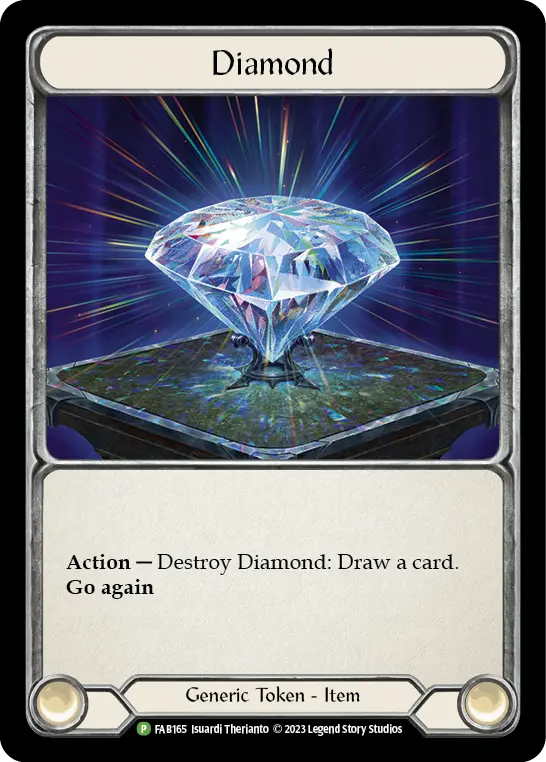 Diamond
Action — Destroy Diamond: Draw a card.
Go again
Generic Token - Item
P FAB165 Isuardi Therianto © 2023 Legend Story Studios